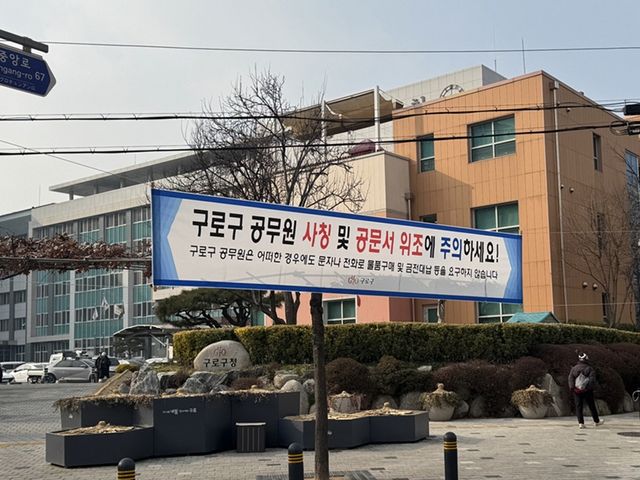 중앙로
ngang-ro 67
구로구 공무원 사칭 및 공문서 위조에 주의하세요!
구로구 공무원은 어떠한 경우에도 문자나 전화로 물품구매 및 금전대납 등을 요구하지 않습니다
구로구
구로구청